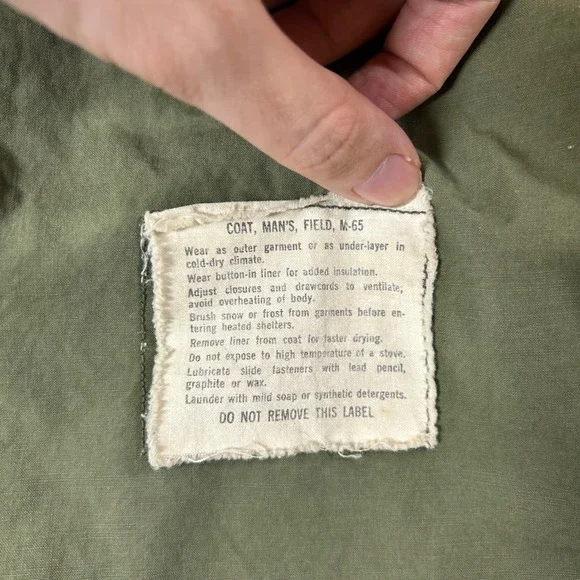 COAT, MAN'S, FIELD, M-65
Wear as outer garment or as under-layer in
cold-dry climate.
Wear button-in liner for added insulation.
Adjust closures and drawcords to ventilate;
avoid overheating of body.
Brush snow or frost from garments before en-
tering heated shelters.
Remove liner from coat for faster drying.
Do not expose to high temperature of a stove.
Lubricate slide fasteners with lead pencil,
graphite or wax.
Launder with mild soap or synthetic detergents.
DO NOT REMOVE THIS LABEL